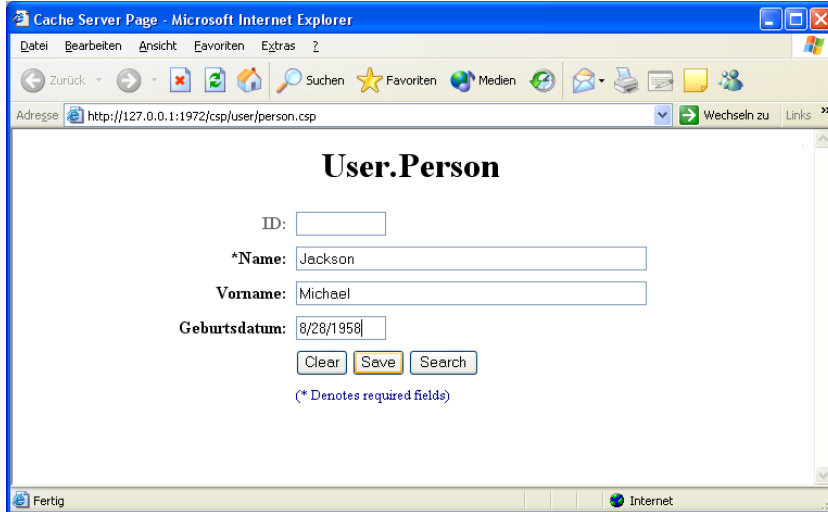 Cache Server Page - Microsoft Internet Explorer
Datei Bearbeiten Ansicht Favoriten Extras ?
Zurück Suchen Favoriten Medien
Adresse http://127.0.0.1:1972/csp/user/person.csp Wechseln zu Links »
User.Person
ID:
*Name: Jackson
Vorname: Michael
Geburtsdatum: 8/28/1958
Clear Save Search
(* Denotes required fields)
Fertig Internet